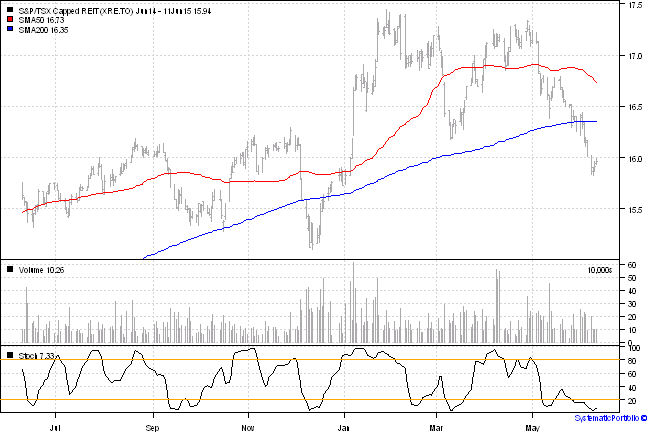 S&P/TSX Capped REIT(XRE.TO) Jun14 - 11Jun15 15.94
SMA50 16.73
SMA200 16.35
17.5
17.0
16.5
16.0
15.5
Volume 10.26
10,000s
60
50
40
30
20
10
0
Stoch 7.33
100
80
60
40
20
Jul Sep Nov Jan Mar May
SystematicPortfolio ©